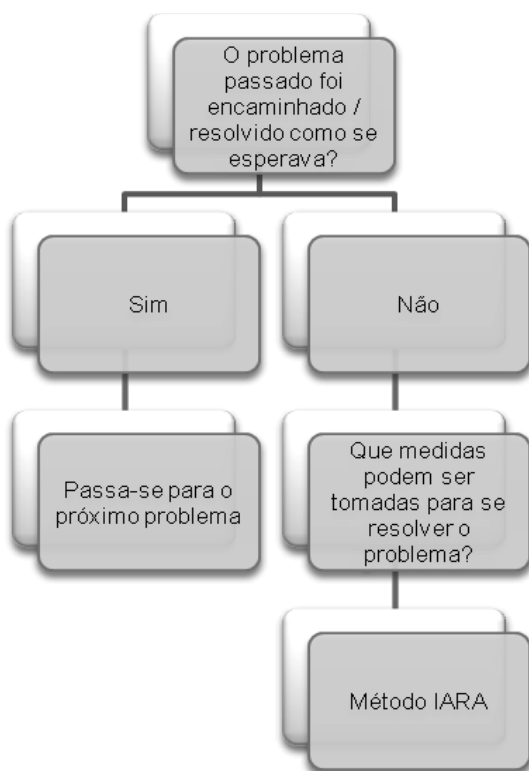 O problema
passado foi
encaminhado /
resolvido como se
esperava?
Sim
Não
Passa-se para o
próximo problema
Que medidas
podem ser
tomadas para se
resolver o
problema?
Método IARA